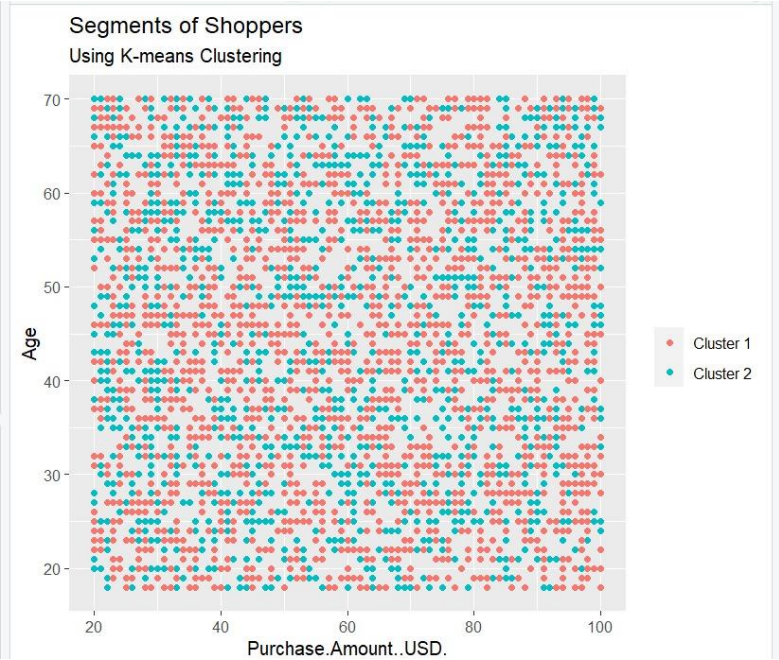 Segments of Shoppers
Using K-means Clustering
70
60
50
40
30
20
Age
20 40 60 80 100
Purchase.Amount..USD.
Cluster 1
Cluster 2